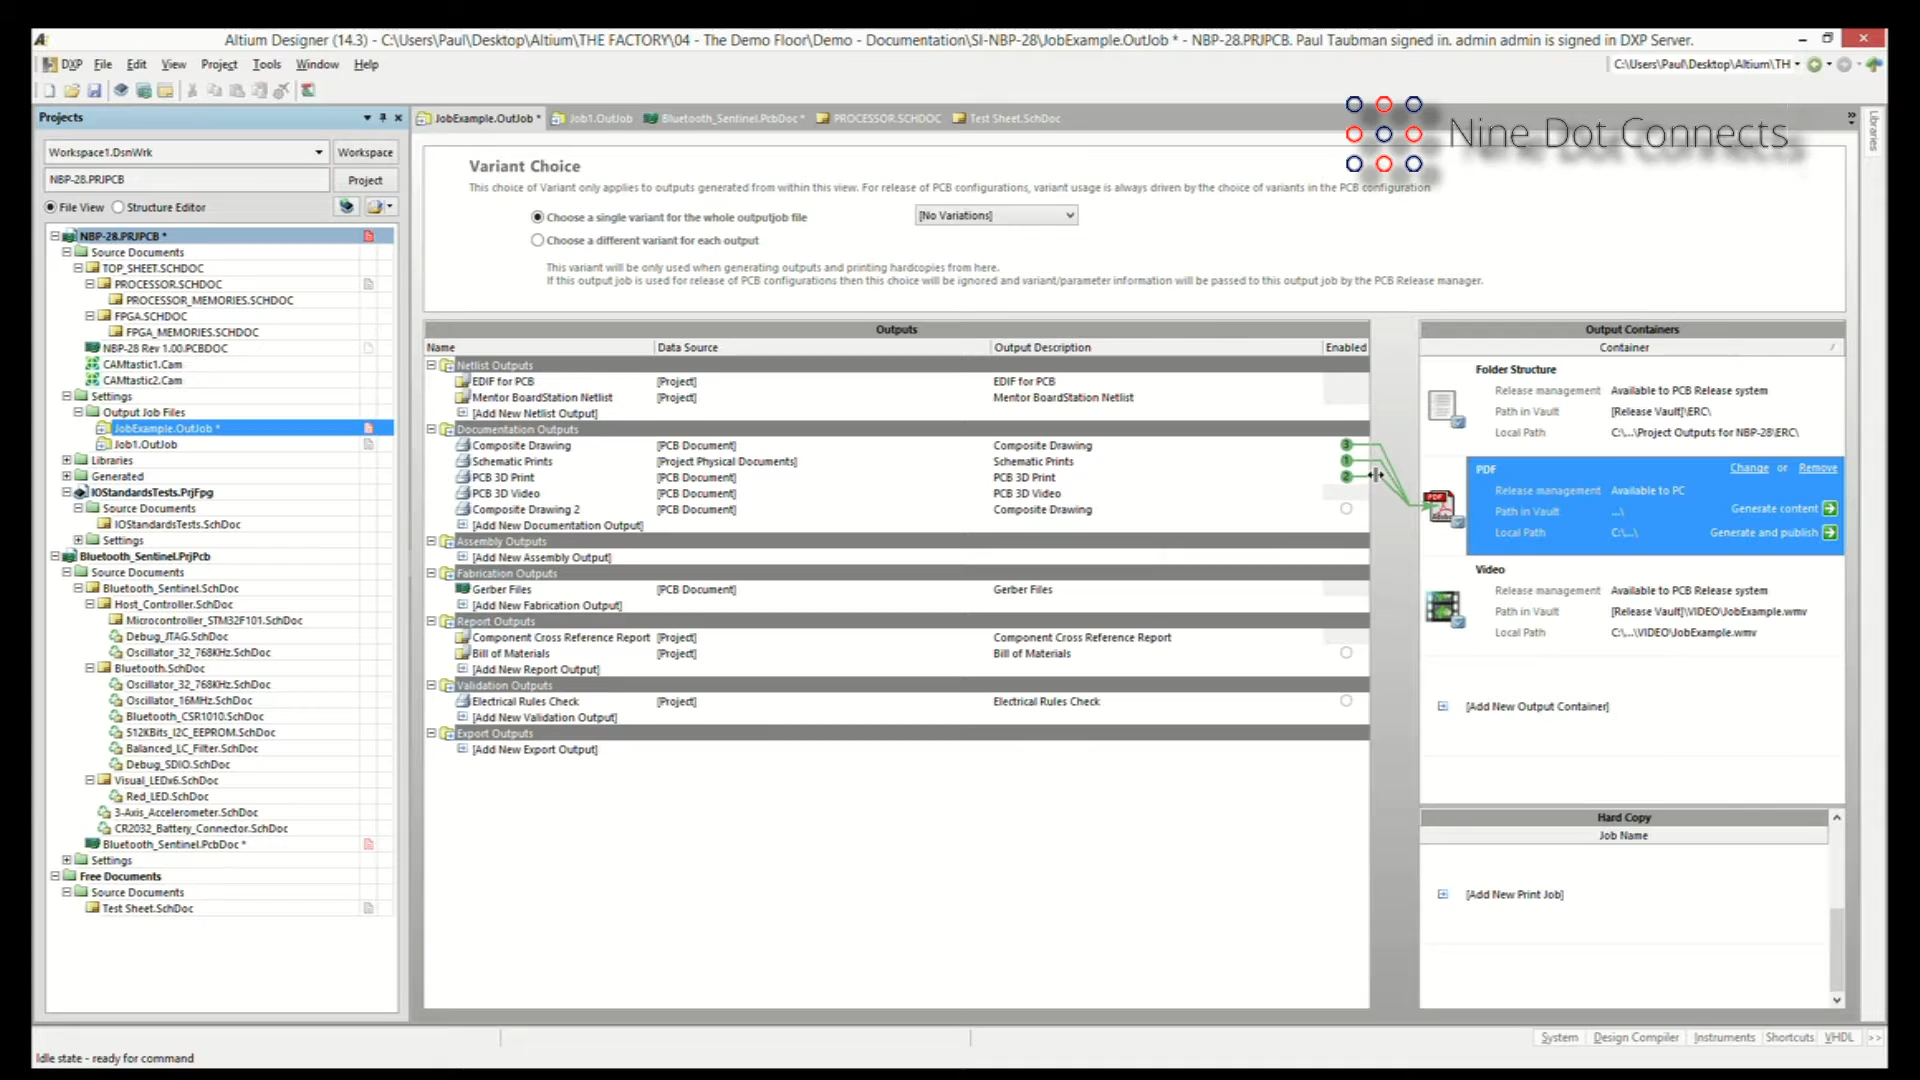 Altium Designer (14.3) - C:\Users\Paul\Desktop\Altium\THE FACTORY\04 - The Demo Floor\Demo - Documentation\SI-NBP-28\JobExample.OutJob * - NBP-28.PRJPCB. Paul Taubman signed in. admin admin is signed in DXP Server.
DXP File Edit View Project Tools Window Help
C:\Users\Paul\Desktop\Altium\TH
Projects
Workspace1.DsnWrk
Workspace
NBP-28.PRJPCB
Project
File View Structure Editor
NBP-28.PRJPCB *
Source Documents
TOP_SHEET.SCHDOC
PROCESSOR.SCHDOC
PROCESSOR_MEMORIES.SCHDOC
FPGA.SCHDOC
FPGA_MEMORIES.SCHDOC
NBP-28 Rev 1.00.PCBDOC
CAMtastic1.Cam
CAMtastic2.Cam
Settings
Output Job Files
JobExample.OutJob *
Job1.OutJob
Libraries
Generated
IOStandardsTests.PrjFpg
Source Documents
IOStandardsTests.SchDoc
Settings
Bluetooth_Sentinel.PrjPcb
Source Documents
Bluetooth_Sentinel.SchDoc
Host_Controller.SchDoc
Microcontroller_STM32F101.SchDoc
Debug_JTAG.SchDoc
Oscillator_32_768KHz.SchDoc
Bluetooth.SchDoc
Oscillator_32_768KHz.SchDoc
Oscillator_16MHz.SchDoc
Bluetooth_CSR1010.SchDoc
512KBits_I2C_EEPROM.SchDoc
Balanced_LC_Filter.SchDoc
Debug_SDIO.SchDoc
Visual_LEDx6.SchDoc
Red_LED.SchDoc
3-Axis_Accelerometer.SchDoc
CR2032_Battery_Connector.SchDoc
Bluetooth_Sentinel.PcbDoc *
Settings
Free Documents
Source Documents
Test Sheet.SchDoc
JobExample.OutJob * Job1.OutJob Bluetooth_Sentinel.PcbDoc * PROCESSOR.SCHDOC Test Sheet.SchDoc
Nine Dot Connects
Libraries
Variant Choice
This choice of Variant only applies to outputs generated from within this view. For release of PCB configurations, variant usage is always driven by the choice of variants in the PCB configuration
Choose a single variant for the whole outputjob file [No Variations]
Choose a different variant for each output
This variant will be only used when generating outputs and printing hardcopies from here.
If this output job is used for release of PCB configurations then this choice will be ignored and variant/parameter information will be passed to this output job by the PCB Release manager.
Outputs
Name Data Source Output Description Enabled
Netlist Outputs
EDIF for PCB [Project] EDIF for PCB
Mentor BoardStation Netlist [Project] Mentor BoardStation Netlist
[Add New Netlist Output]
Documentation Outputs
Composite Drawing [PCB Document] Composite Drawing 3
Schematic Prints [Project Physical Documents] Schematic Prints 1
PCB 3D Print [PCB Document] PCB 3D Print 2
PCB 3D Video [PCB Document] PCB 3D Video
Composite Drawing 2 [PCB Document] Composite Drawing
[Add New Documentation Output]
Assembly Outputs
[Add New Assembly Output]
Fabrication Outputs
Gerber Files [PCB Document] Gerber Files
[Add New Fabrication Output]
Report Outputs
Component Cross Reference Report [Project] Component Cross Reference Report
Bill of Materials [Project] Bill of Materials
[Add New Report Output]
Validation Outputs
Electrical Rules Check [Project] Electrical Rules Check
[Add New Validation Output]
Export Outputs
[Add New Export Output]
Output Containers
Container
Folder Structure
Release management Available to PCB Release system
Path in Vault [Release Vault]\ERC\
Local Path C:\...\Project Outputs for NBP-28\ERC\
PDF Change or Remove
Release management Available to PC
Path in Vault ...\ Generate content
Local Path C:\...\ Generate and publish
Video
Release management Available to PCB Release system
Path in Vault [Release Vault]\VIDEO\JobExample.wmv
Local Path C:\...\VIDEO\JobExample.wmv
[Add New Output Container]
Hard Copy
Job Name
[Add New Print Job]
System Design Compiler Instruments Shortcuts VHDL >>
Idle state - ready for command